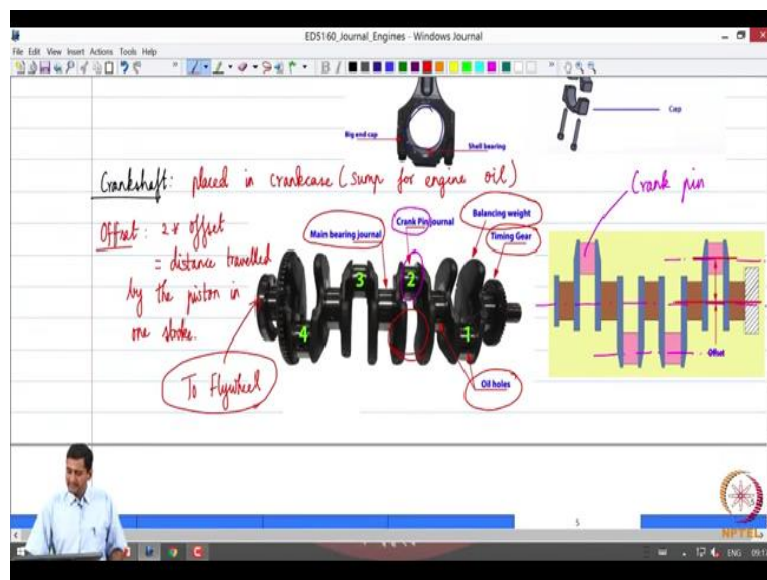 ED5160_Journal_Engines - Windows Journal
File Edit View Insert Actions Tools Help
Big end cap
Shell bearing
Cap
Crankshaft: placed in crankcase (sump for engine oil)
Crank pin
Offset: 2* offset
= distance travelled
by the piston in
one stroke.
Main bearing journal
Crank Pin journal
Balancing weight
Timing Gear
3
2
4
1
Offset
To Flywheel
Oil holes
5
NPTEL
ENG